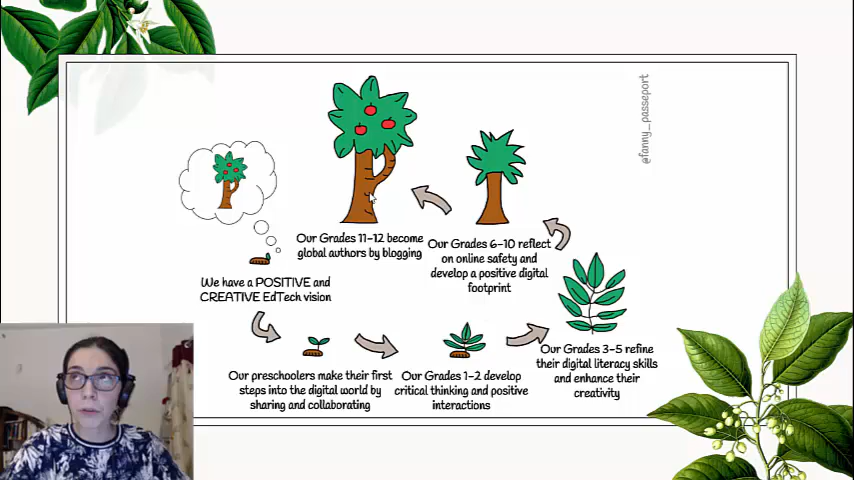 @fanny_passeport
Our Grades 11-12 become
global authors by blogging
Our Grades 6-10 reflect
on online safety and
develop a positive digital
footprint
We have a POSITIVE and
CREATIVE EdTech vision
Our preschoolers make their first
steps into the digital world by
sharing and collaborating
Our Grades 1-2 develop
critical thinking and positive
interactions
Our Grades 3-5 refine
their digital literacy skills
and enhance their
creativity